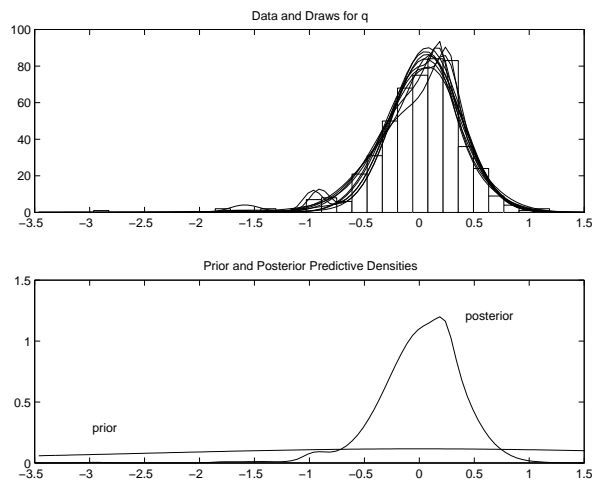 Data and Draws for q
100
80
60
40
20
0
-3.5 -3 -2.5 -2 -1.5 -1 -0.5 0 0.5 1 1.5
Prior and Posterior Predictive Densities
1.5
posterior
1
0.5
prior
0
-3.5 -3 -2.5 -2 -1.5 -1 -0.5 0 0.5 1 1.5